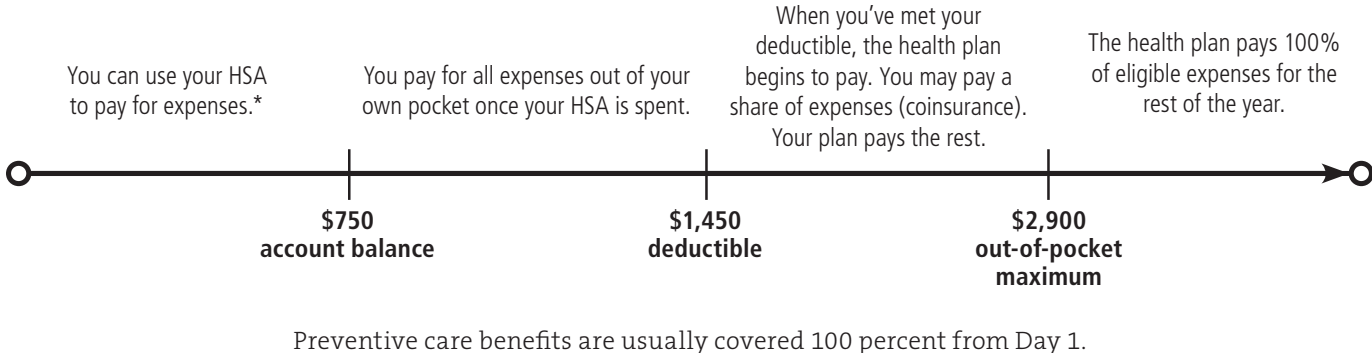 You can use your HSA
to pay for expenses.*
You pay for all expenses out of your
own pocket once your HSA is spent.
When you’ve met your
deductible, the health plan
begins to pay. You may pay a
share of expenses (coinsurance).
Your plan pays the rest.
The health plan pays 100%
of eligible expenses for the
rest of the year.
$750
account balance
$1,450
deductible
$2,900
out-of-pocket
maximum
Preventive care benefits are usually covered 100 percent from Day 1.